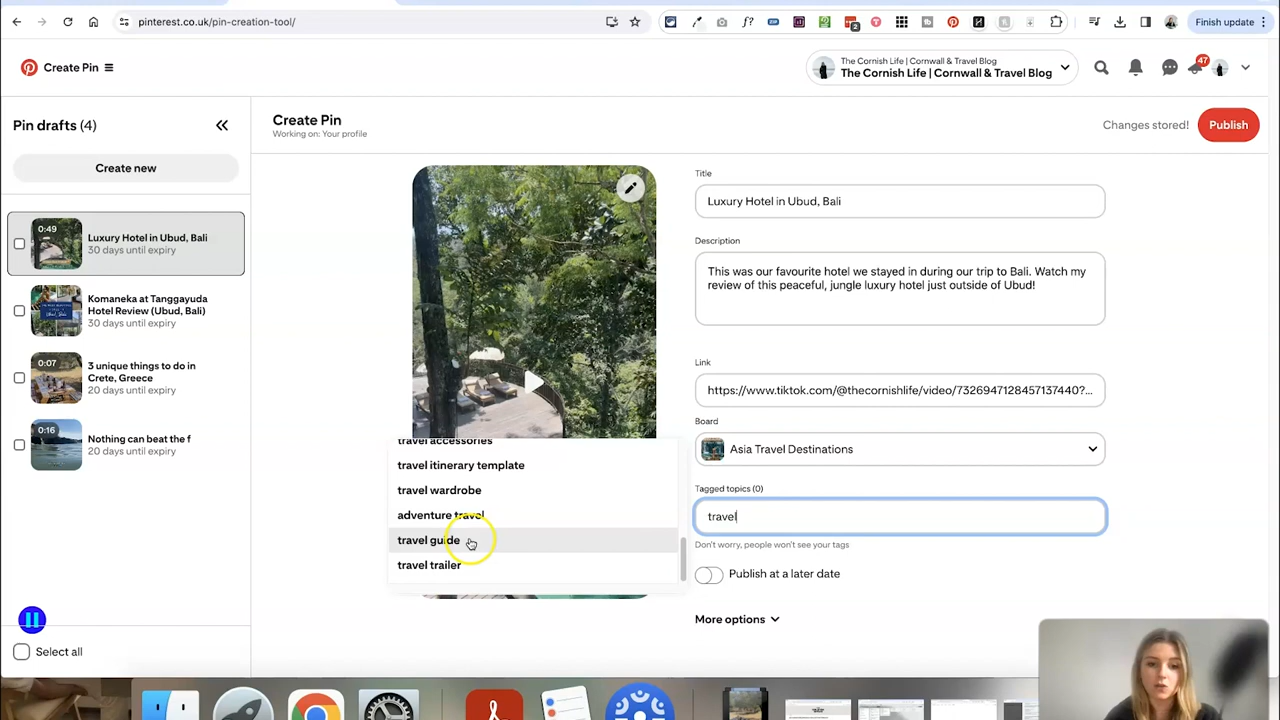 pinterest.co.uk/pin-creation-tool/
Finish update
Create Pin
The Cornish Life | Cornwall & Travel Blog
The Cornish Life | Cornwall & Travel Blog
47
Pin drafts (4)
Create new
0:49
Luxury Hotel in Ubud, Bali
30 days until expiry
Komaneka at Tanggayuda
Hotel Review (Ubud, Bali)
30 days until expiry
0:07
3 unique things to do in
Crete, Greece
20 days until expiry
0:16
Nothing can beat the f
20 days until expiry
Select all
Create Pin
Working on: Your profile
Changes stored!
Publish
Title
Luxury Hotel in Ubud, Bali
Description
This was our favourite hotel we stayed in during our trip to Bali. Watch my
review of this peaceful, jungle luxury hotel just outside of Ubud!
Link
https://www.tiktok.com/@thecornishlife/video/7326947128457137440?...
Board
Asia Travel Destinations
Tagged topics (0)
travel
Don't worry, people won't see your tags
travel accessories
travel itinerary template
travel wardrobe
adventure travel
travel guide
travel trailer
Publish at a later date
More options